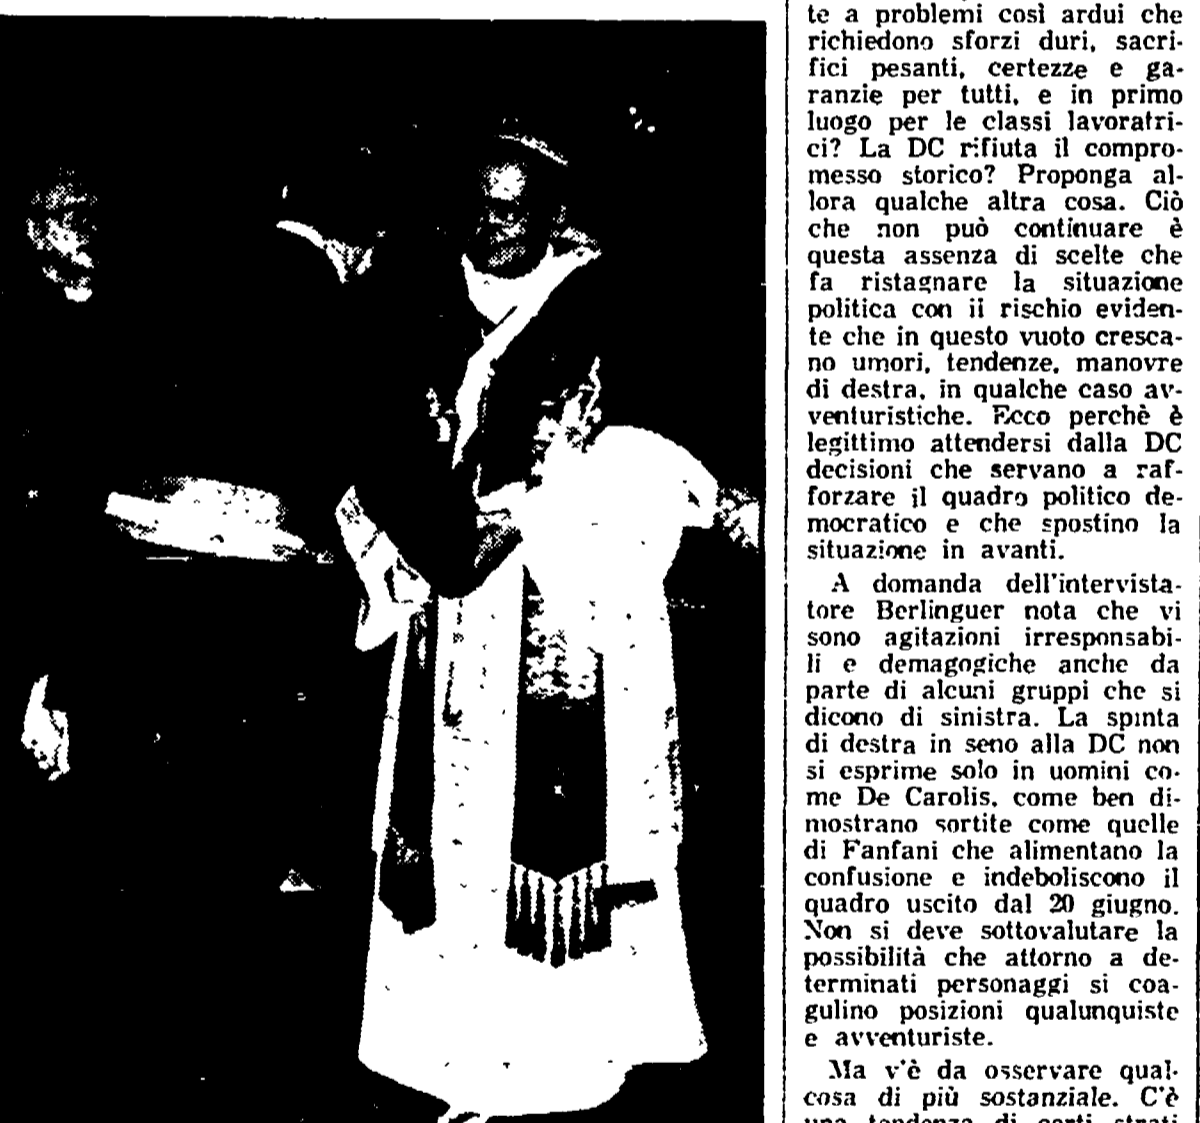 te a problemi così ardui che
richiedono sforzi duri, sacri-
fici pesanti, certezze e ga-
ranzie per tutti, e in primo
luogo per le classi lavoratri-
ci? La DC rifiuta il compro-
messo storico? Proponga al-
lora qualche altra cosa. Ciò
che non può continuare è
questa assenza di scelte che
fa ristagnare la situazione
politica con il rischio eviden-
te che in questo vuoto cresca-
no umori, tendenze, manovre
di destra, in qualche caso av-
venturistiche. Ecco perchè è
legittimo attendersi dalla DC
decisioni che servano a raf-
forzare il quadro politico de-
mocratico e che spostino la
situazione in avanti.
A domanda dell'intervista-
tore Berlinguer nota che vi
sono agitazioni irresponsabi-
li e demagogiche anche da
parte di alcuni gruppi che si
dicono di sinistra. La spinta
di destra in seno alla DC non
si esprime solo in uomini co-
me De Carolis, come ben di-
mostrano sortite come quelle
di Fanfani che alimentano la
confusione e indeboliscono il
quadro uscito dal 20 giugno.
Non si deve sottovalutare la
possibilità che attorno a de-
terminati personaggi si coa-
gulino posizioni qualunquiste
e avventuriste.
Ma v'è da osservare qual-
cosa di più sostanziale. C'è
una tendenza di certi strati